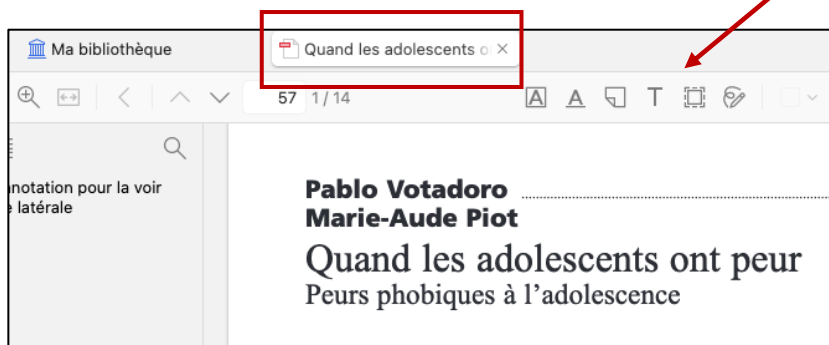 Ma bibliothèque
Quand les adolescents o
57 1/14
A A T
nnotation pour la voir
latérale
Pablo Votadoro
Marie-Aude Piot
Quand les adolescents ont peur
Peurs phobiques à l'adolescence